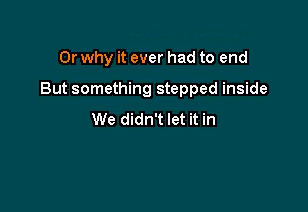 Or why it ever had to end
But something stepped inside
We didn't let it in